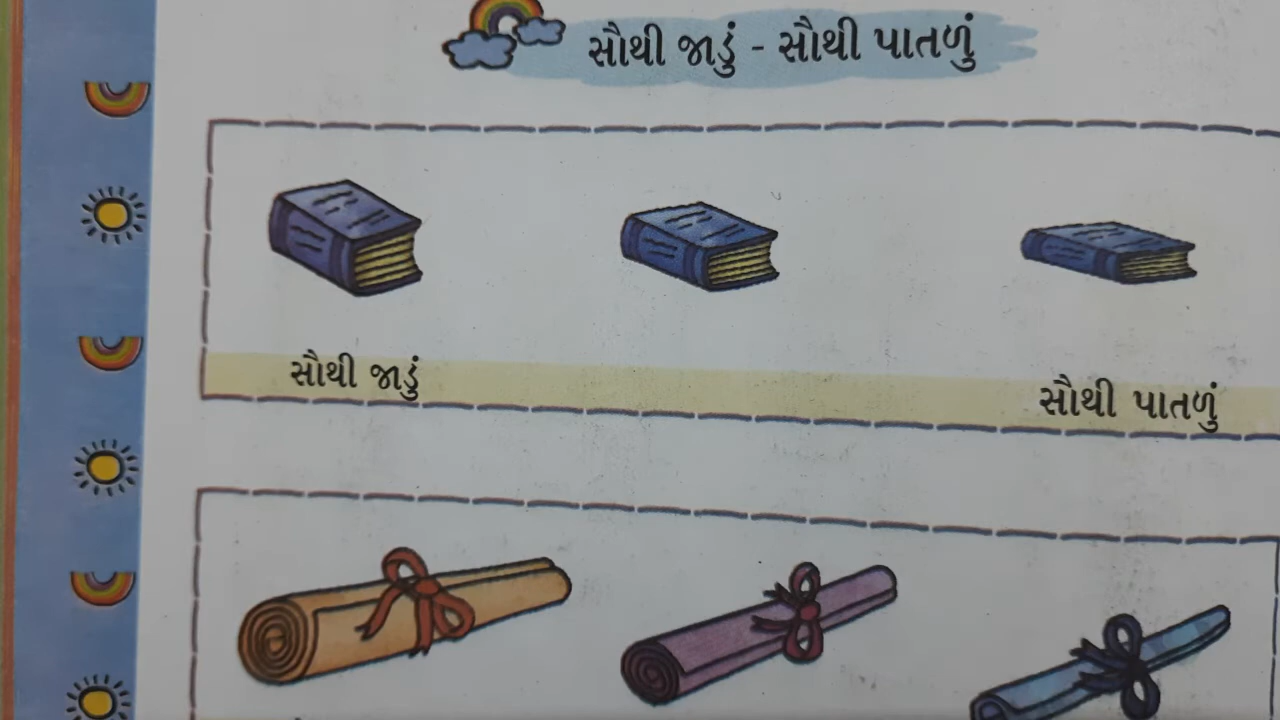 સૌથી જાડું - સૌથી પાતળું
સૌથી જાડું
સૌથી પાતળું